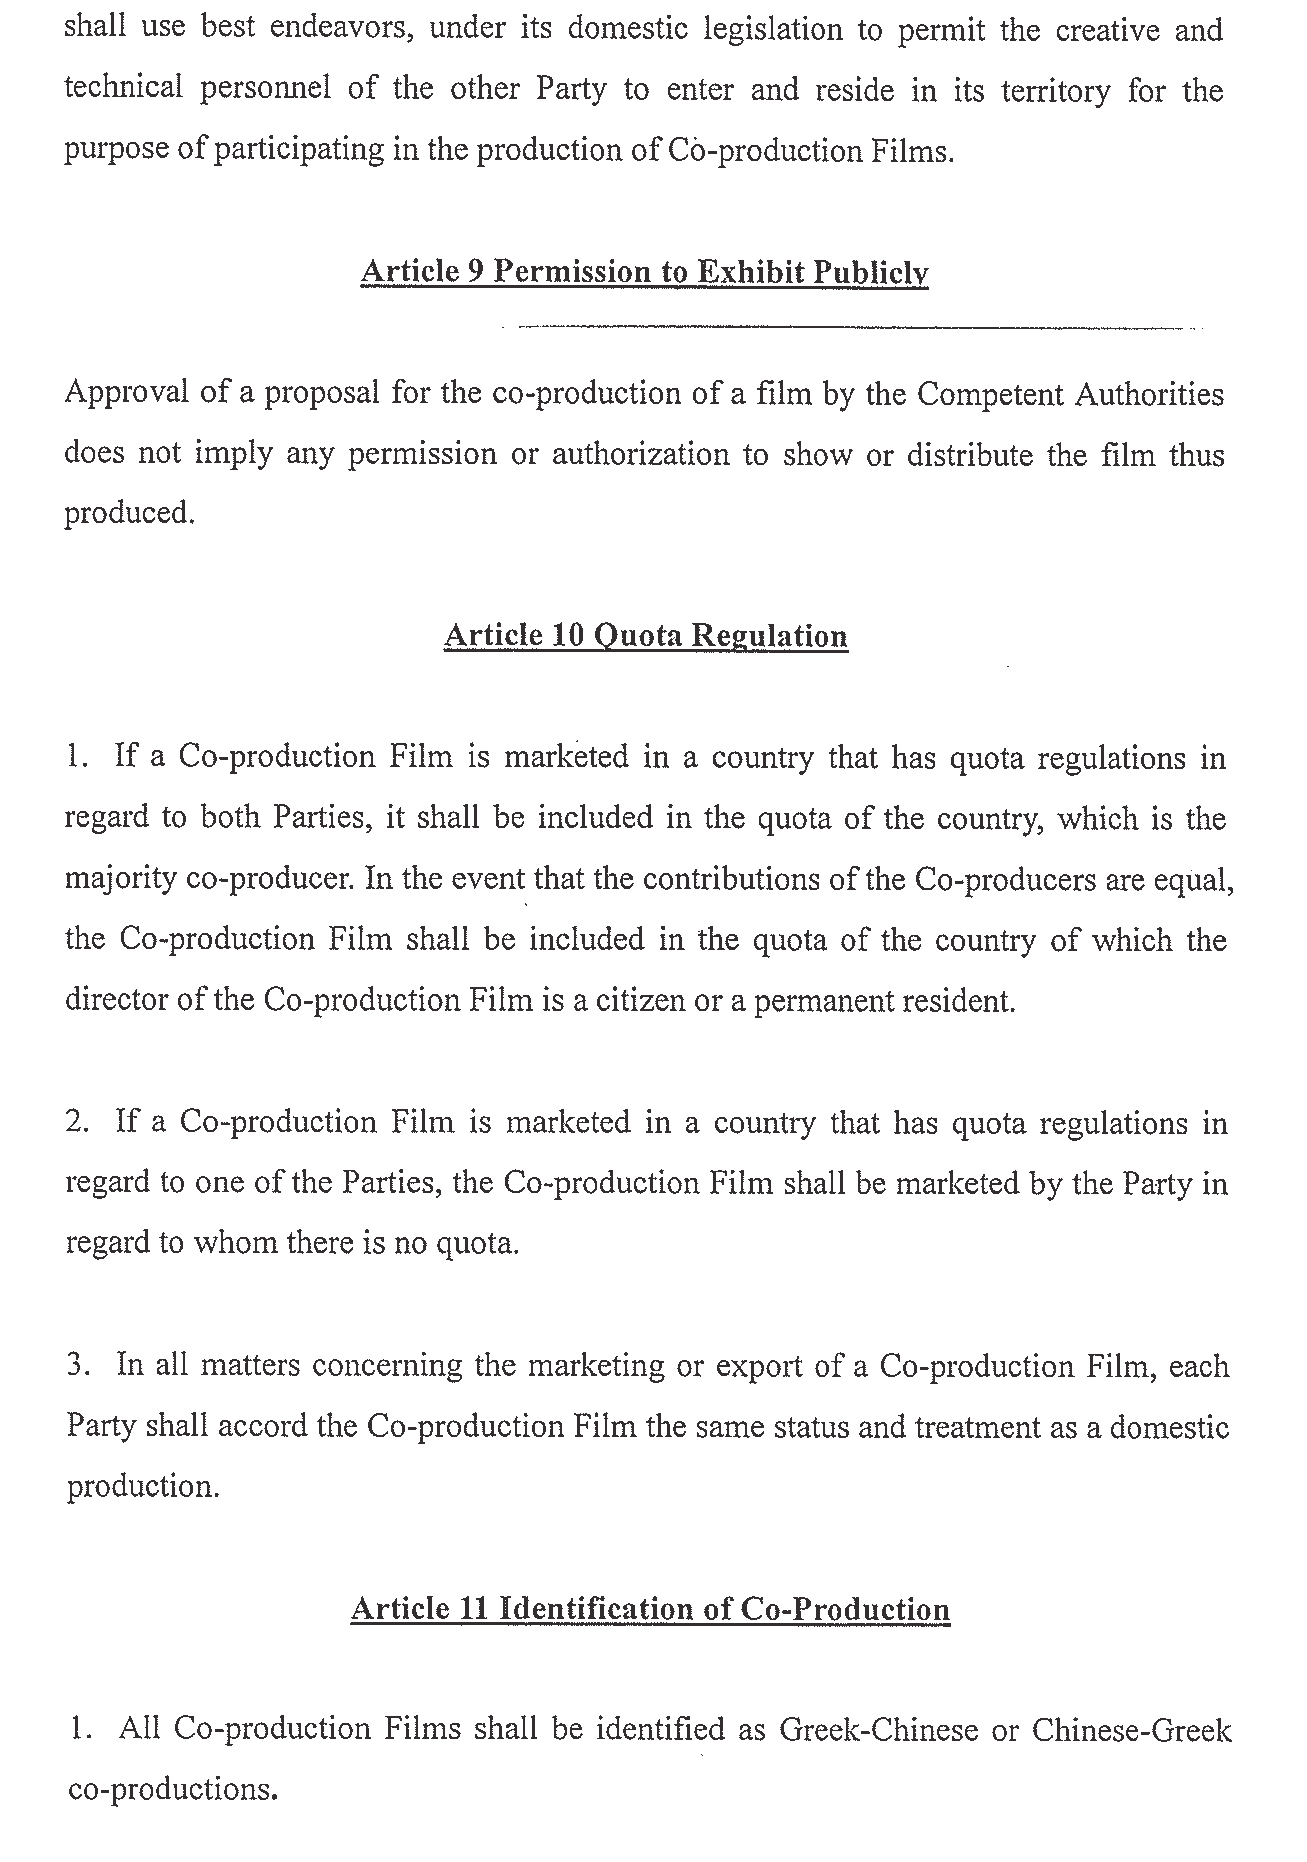 shall use best endeavors, under its domestic legislation to permit the creative and
technical personnel of the other Party to enter and reside in its territory for the
purpose of participating in the production of Co-production Films.
Article 9 Permission to Exhibit Publicly
Approval of a proposal for the co-production of a film by the Competent Authorities
does not imply any permission or authorization to show or distribute the film thus
produced.
Article 10 Quota Regulation
1. If a Co-production Film is marketed in a country that has quota regulations in
regard to both Parties, it shall be included in the quota of the country, which is the
majority co-producer. In the event that the contributions of the Co-producers are equal,
the Co-production Film shall be included in the quota of the country of which the
director of the Co-production Film is a citizen or a permanent resident.
2. If a Co-production Film is marketed in a country that has quota regulations in
regard to one of the Parties, the Co-production Film shall be marketed by the Party in
regard to whom there is no quota.
3. In all matters concerning the marketing or export of a Co-production Film, each
Party shall accord the Co-production Film the same status and treatment as a domestic
production.
Article 11 Identification of Co-Production
1. All Co-production Films shall be identified as Greek-Chinese or Chinese-Greek
co-productions.